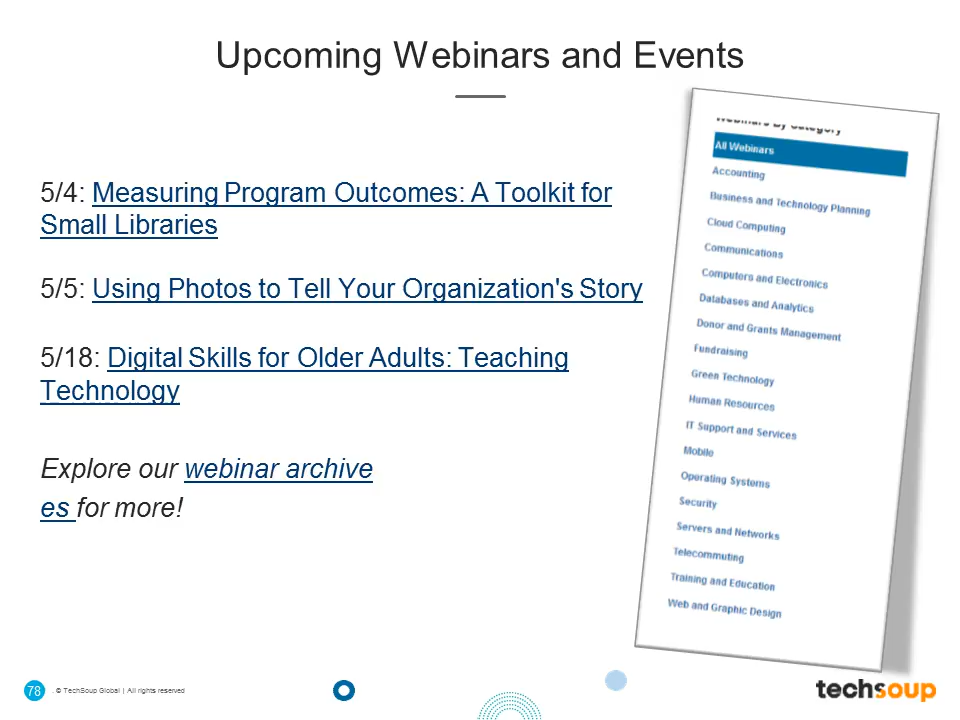 Upcoming Webinars and Events
5/4: Measuring Program Outcomes: A Toolkit for
Small Libraries
5/5: Using Photos to Tell Your Organization's Story
5/18: Digital Skills for Older Adults: Teaching
Technology
Explore our webinar archive
es for more!
Webinars by Category
All Webinars
Accounting
Business and Technology Planning
Cloud Computing
Communications
Computers and Electronics
Databases and Analytics
Donor and Grants Management
Fundraising
Green Technology
Human Resources
IT Support and Services
Mobile
Operating Systems
Security
Servers and Networks
Telecommuting
Training and Education
Web and Graphic Design
78 . © TechSoup Global | All rights reserved
techsoup